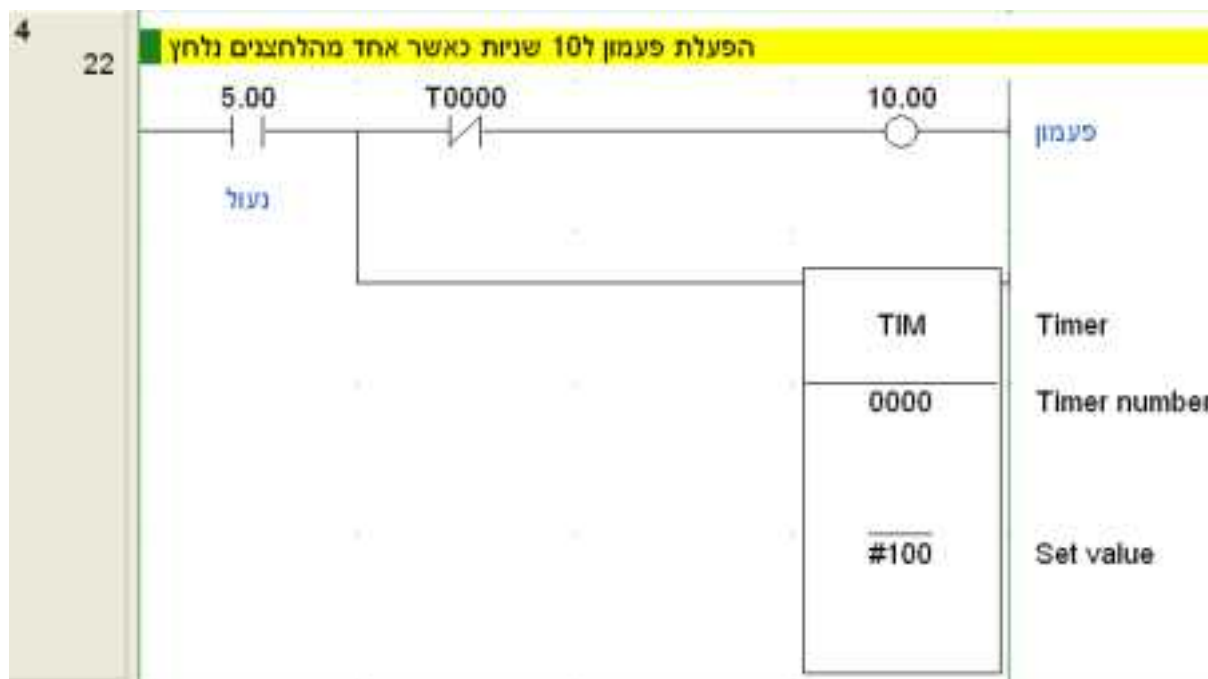 4
22
הפעלת פעמון ל10 שניות כאשר אחד מהלחצנים נלחץ
5.00 T0000 10.00
פעמון
נעול
TIM Timer
0000 Timer number
#100 Set value